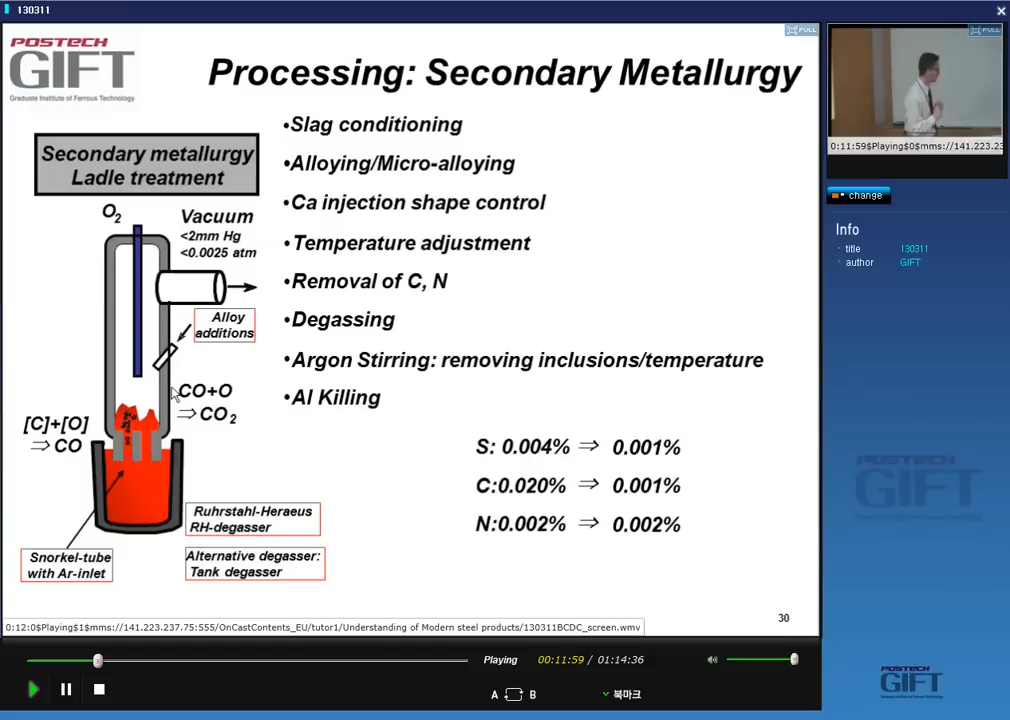 130311
POSTECH
GIFT
Graduate Institute of Ferrous Technology
Processing: Secondary Metallurgy
FULL
FULL
Secondary metallurgy
Ladle treatment
O2
Vacuum
<2mm Hg
<0.0025 atm
Alloy
additions
CO+O
⇒CO2
[C]+[O]
⇒CO
Ruhrstahl-Heraeus
RH-degasser
Snorkel-tube
with Ar-inlet
Alternative degasser:
Tank degasser
•Slag conditioning
•Alloying/Micro-alloying
•Ca injection shape control
•Temperature adjustment
•Removal of C, N
•Degassing
•Argon Stirring: removing inclusions/temperature
•Al Killing
S: 0.004% ⇒ 0.001%
C:0.020% ⇒ 0.001%
N:0.002% ⇒ 0.002%
30
0:12:0$Playing$1$mms://141.223.237.75:555/OnCastContents_EU/tutor1/Understanding of Modern steel products/130311BCDC_screen.wmv
0:11:59$Playing$0$mms://141.223.23
change
Info
title 130311
author GIFT
POSTECH
GIFT
Playing 00:11:59 / 01:14:36
A B
북마크
POSTECH
GIFT